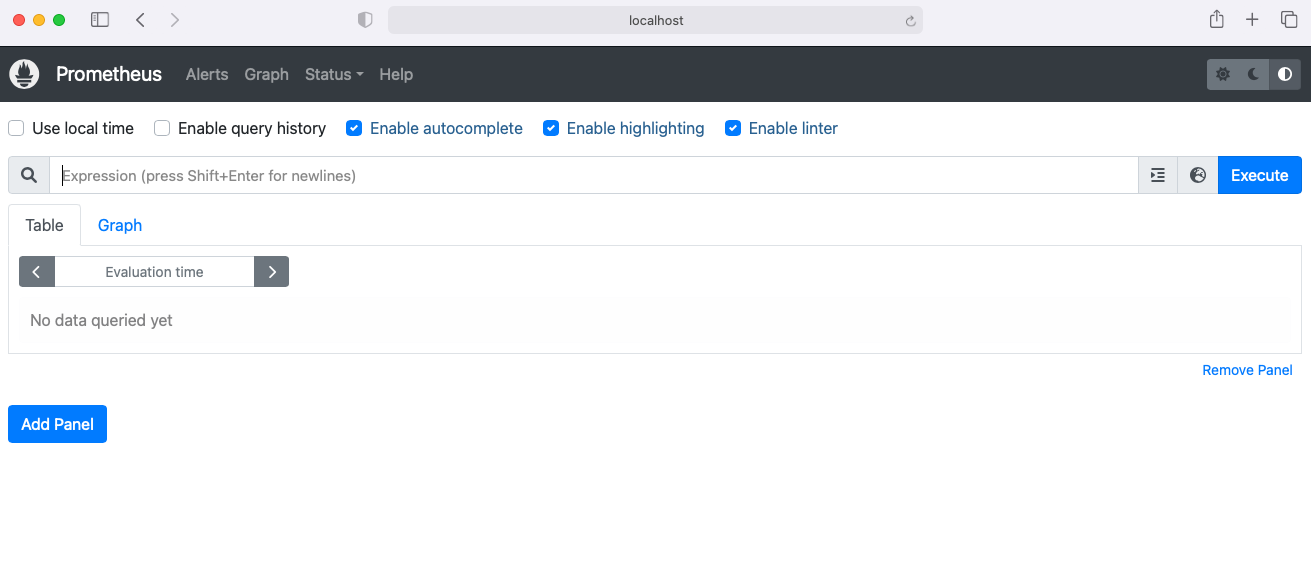 localhost
Prometheus Alerts Graph Status Help
Use local time Enable query history Enable autocomplete Enable highlighting Enable linter
Expression (press Shift+Enter for newlines) Execute
Table Graph
Evaluation time
No data queried yet
Remove Panel
Add Panel